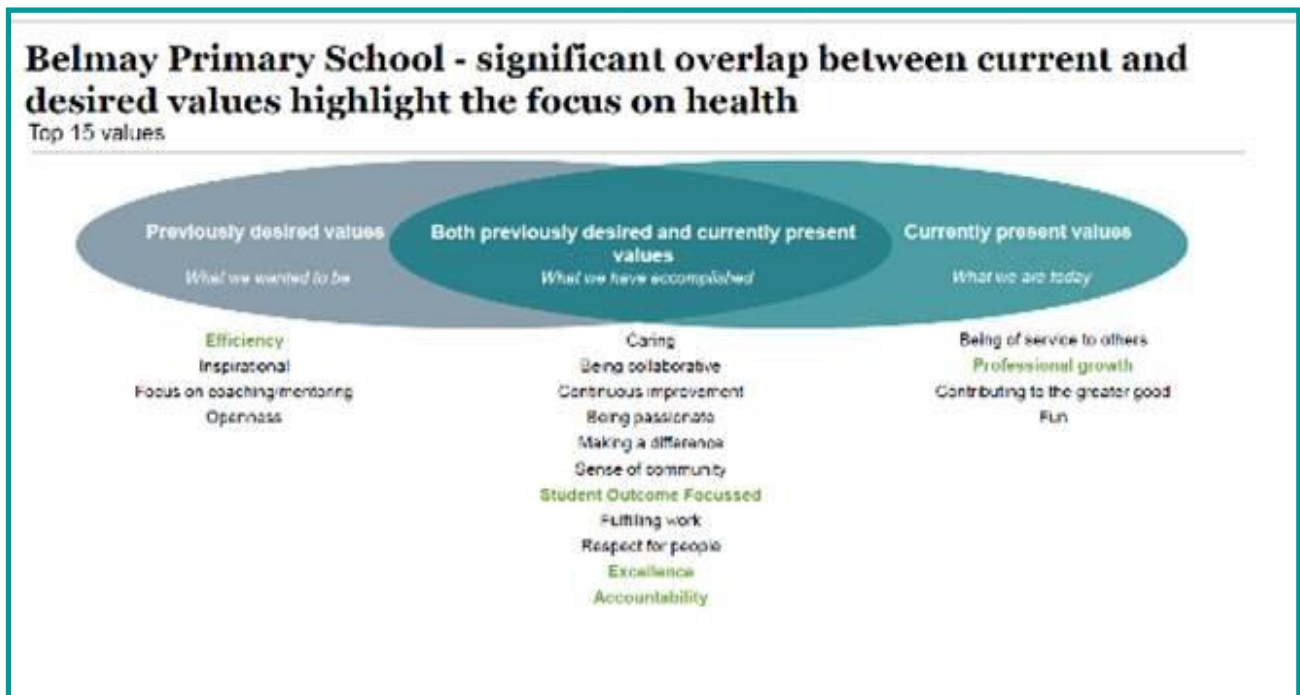 Belmay Primary School - significant overlap between current and
desired values highlight the focus on health
Top 15 values
Previously desired values
What we wanted to be
Both previously desired and currently present
values
What we have accomplished
Currently present values
What we are today
Efficiency
Inspirational
Focus on coaching/mentoring
Openness
Caring
Being collaborative
Continuous improvement
Being passionate
Making a difference
Sense of community
Student Outcome Focussed
Fulfiling work
Respect for people
Excellence
Accountability
Being of service to others
Professional growth
Contributing to the greater good
Fun